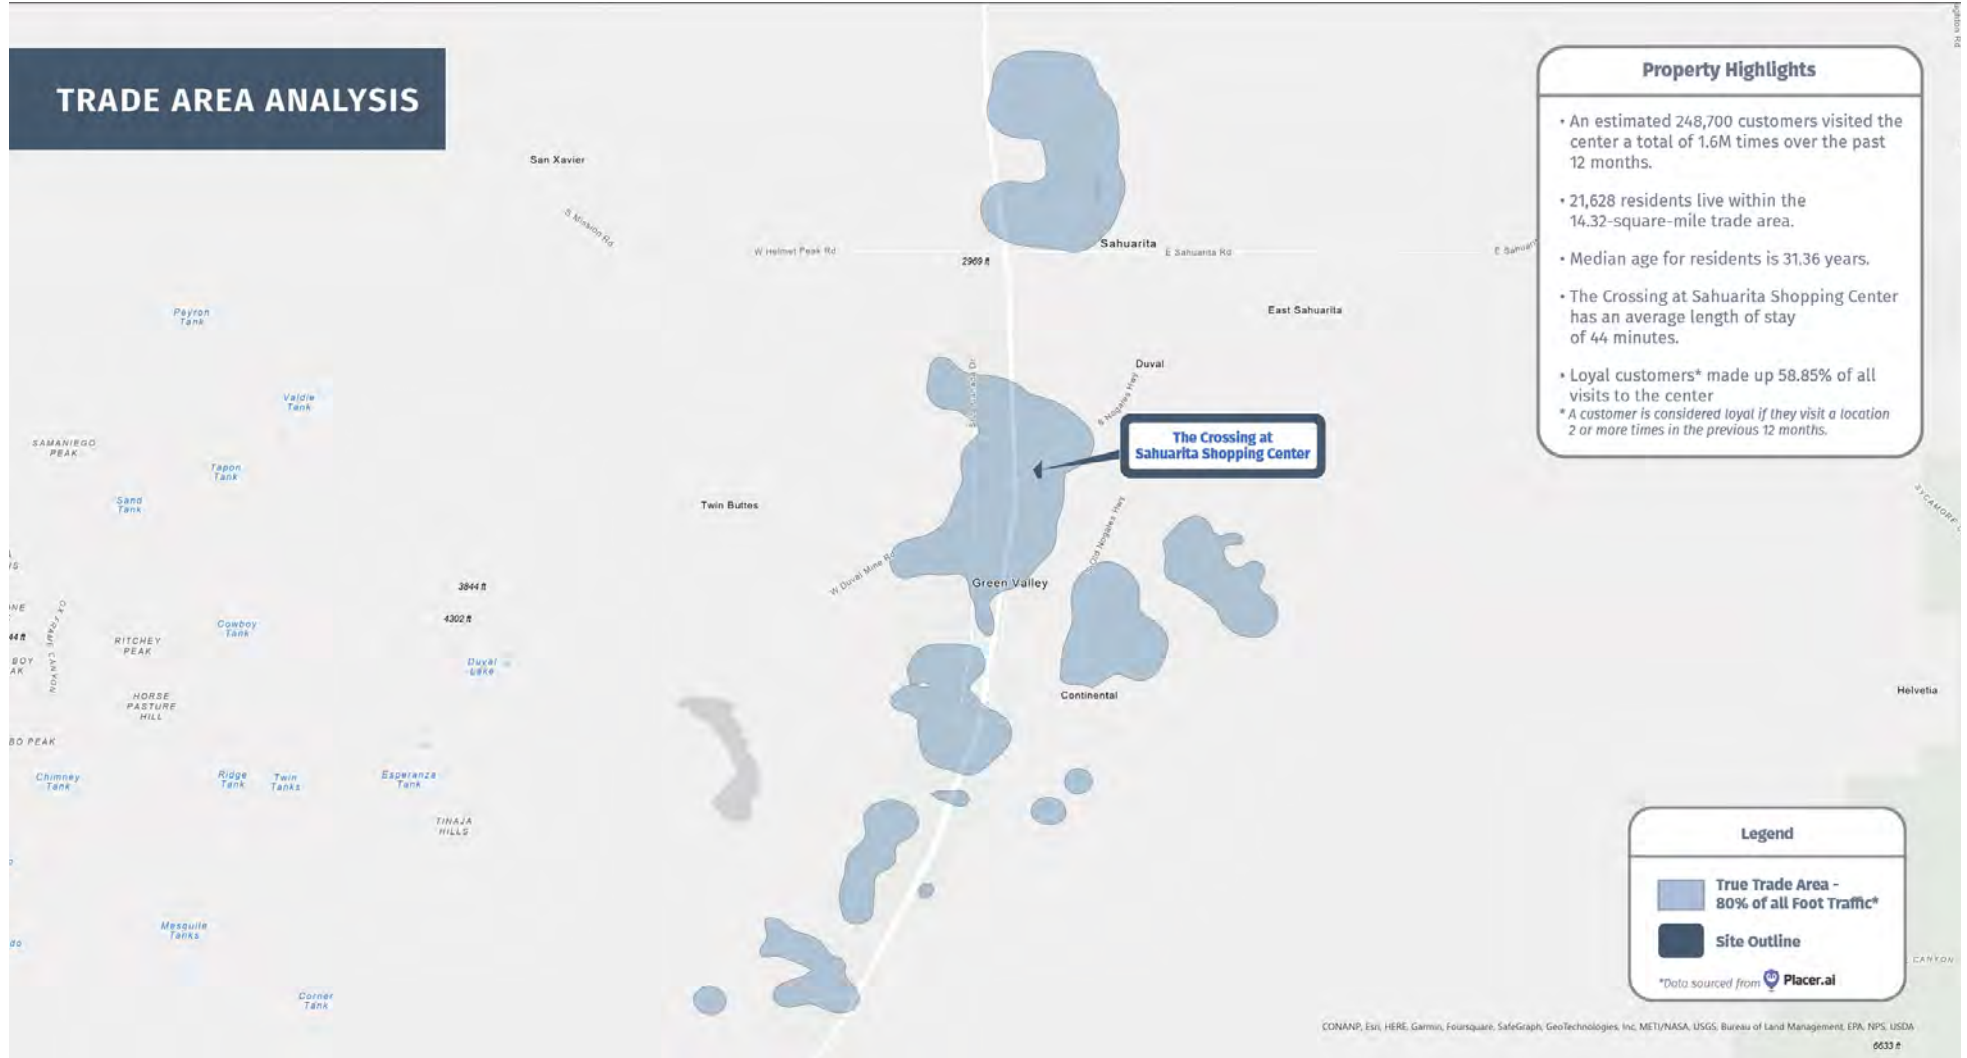 TRADE AREA ANALYSIS
Property Highlights
• An estimated 248,700 customers visited the
center a total of 1.6M times over the past
12 months.
• 21,628 residents live within the
14.32-square-mile trade area.
• Median age for residents is 31.36 years.
• The Crossing at Sahuarita Shopping Center
has an average length of stay
of 44 minutes.
• Loyal customers* made up 58.85% of all
visits to the center
* A customer is considered loyal if they visit a location
2 or more times in the previous 12 months.
San Xavier
S Mission Rd
W Helmet Peak Rd
2969 ft
Sahuarita
E Sahuarita Rd
East Sahuarita
Peyron
Tank
Duval
S Nogales Hwy
Valdie
Tank
The Crossing at
Sahuarita Shopping Center
SAMANIEGO
PEAK
Tapon
Tank
Sand
Tank
Twin Buttes
Old Nogales Hwy
W Duval Mine Rd
Green Valley
3844 ft
4302 ft
OX FRAME CANYON
44 ft
Cowboy
Tank
RITCHEY
PEAK
Duval
Lake
HORSE
PASTURE
HILL
Continental
Helvetia
BO PEAK
Chimney
Tank
Ridge
Tank
Twin
Tanks
Esperanza
Tank
TINAJA
HILLS
Mesquite
Tanks
Corner
Tank
CANYON
Legend
True Trade Area -
80% of all Foot Traffic*
Site Outline
*Data sourced from Placer.ai
CONANP, Esri, HERE, Garmin, Foursquare, SafeGraph, GeoTechnologies, Inc, METI/NASA, USGS, Bureau of Land Management, EPA, NPS, USDA
6633 ft